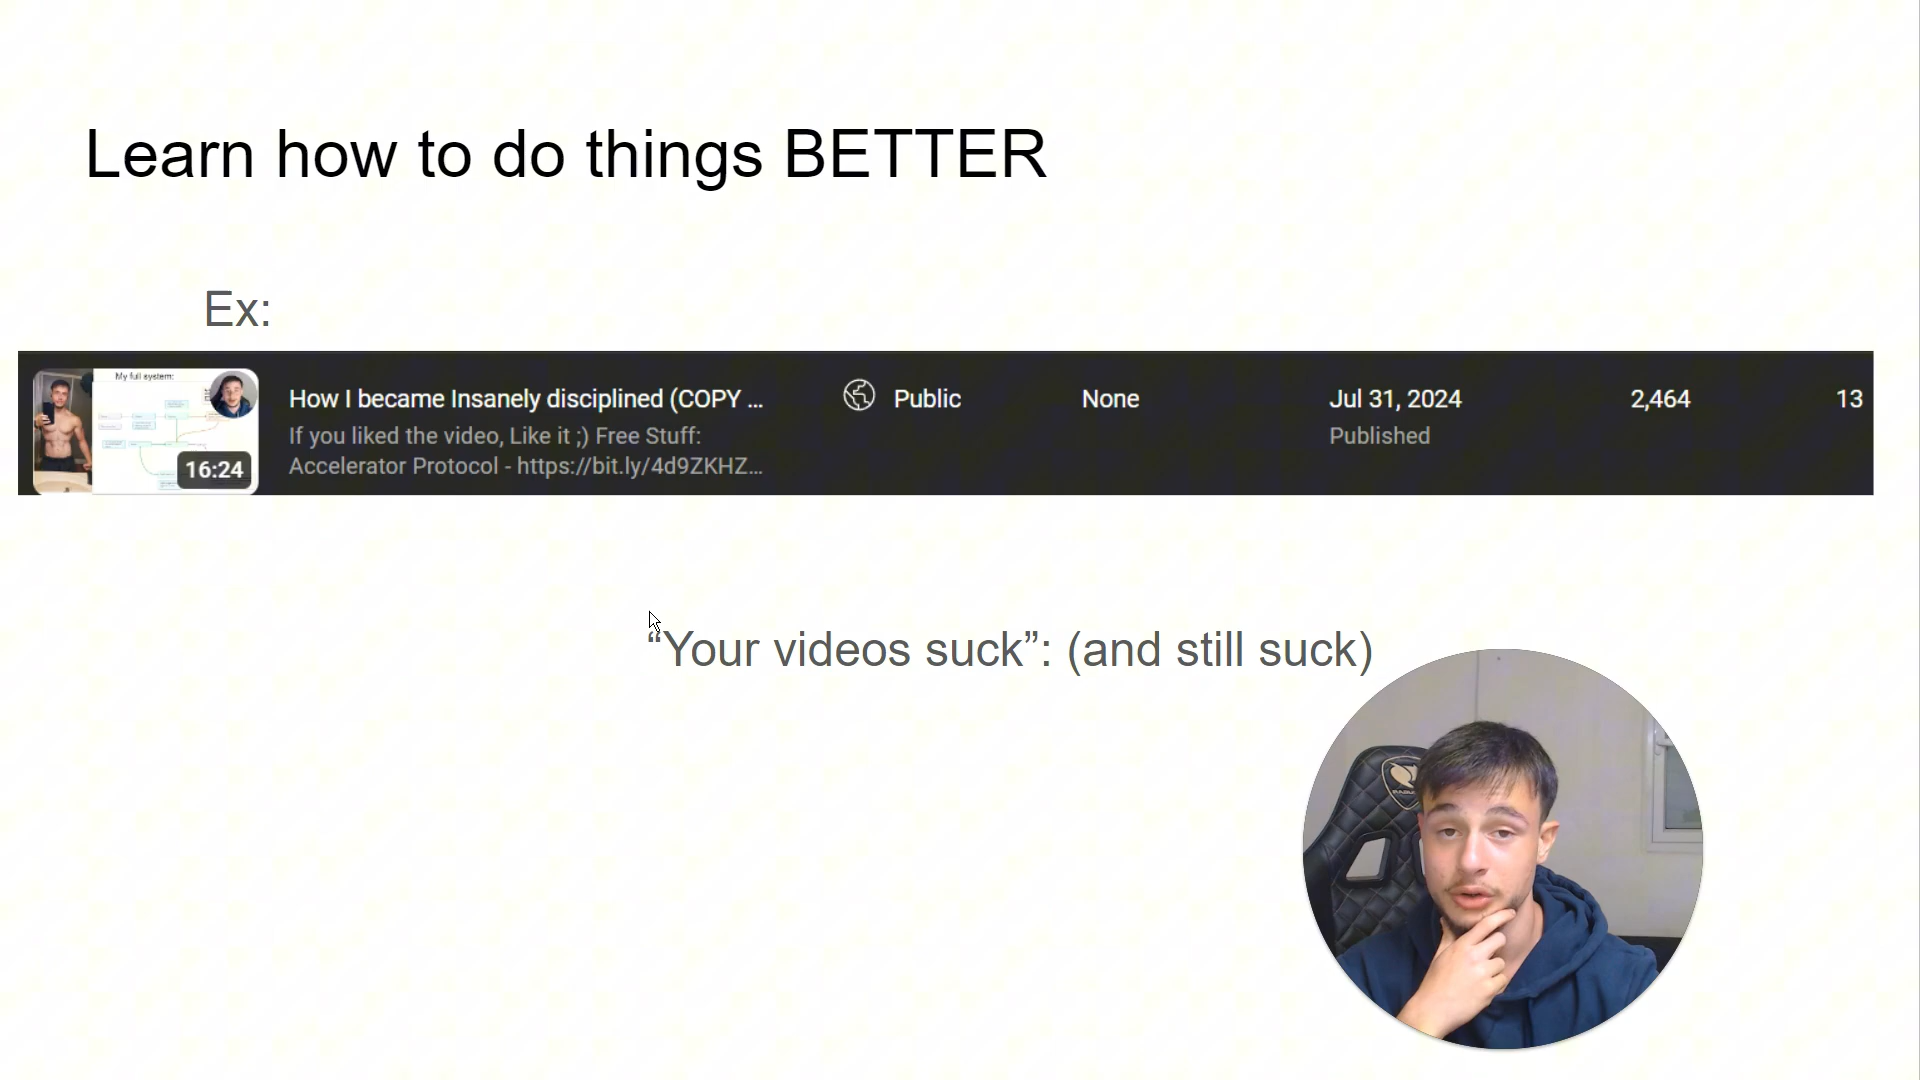 Learn how to do things BETTER
Ex:
My full system:
16:24
How I became Insanely disciplined (COPY ...
If you liked the video, Like it ;) Free Stuff:
Accelerator Protocol - https://bit.ly/4d9ZKHZ...
Public
None
Jul 31, 2024
Published
2,464
13
“Your videos suck”: (and still suck)